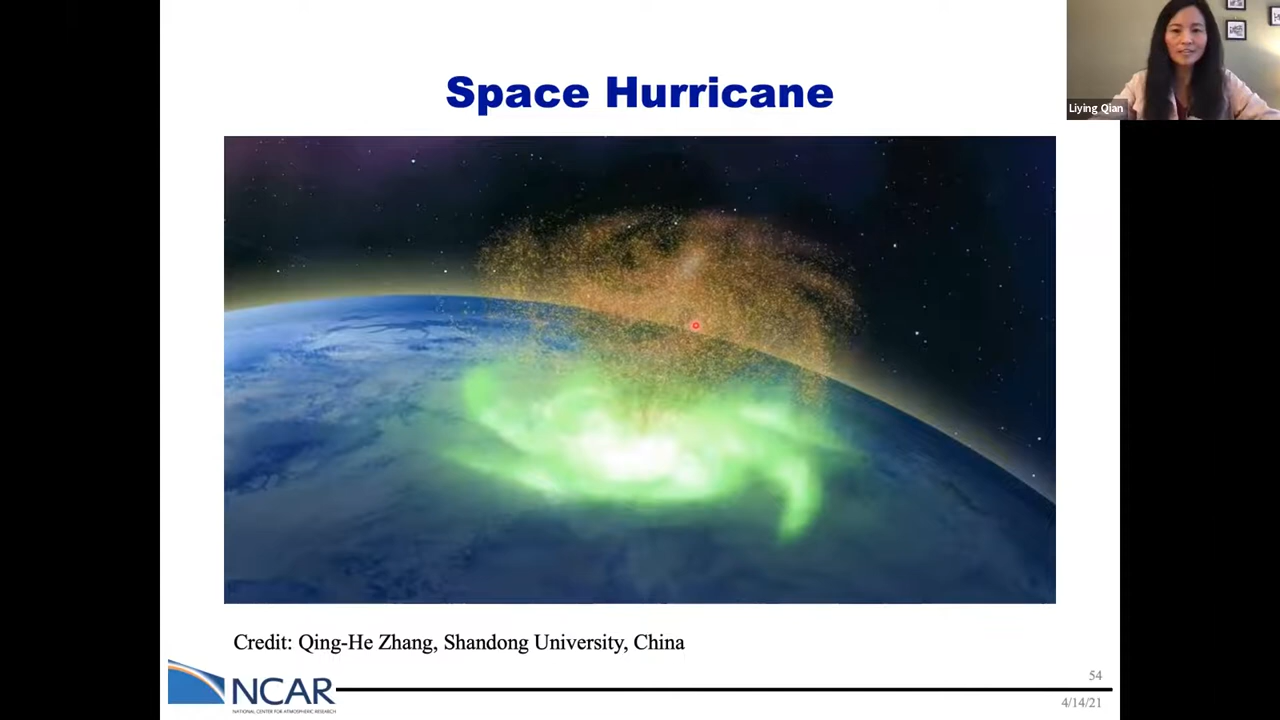 Space Hurricane
Liying Qian
Credit: Qing-He Zhang, Shandong University, China
54
NCAR
NATIONAL CENTER FOR ATMOSPHERIC RESEARCH
4/14/21